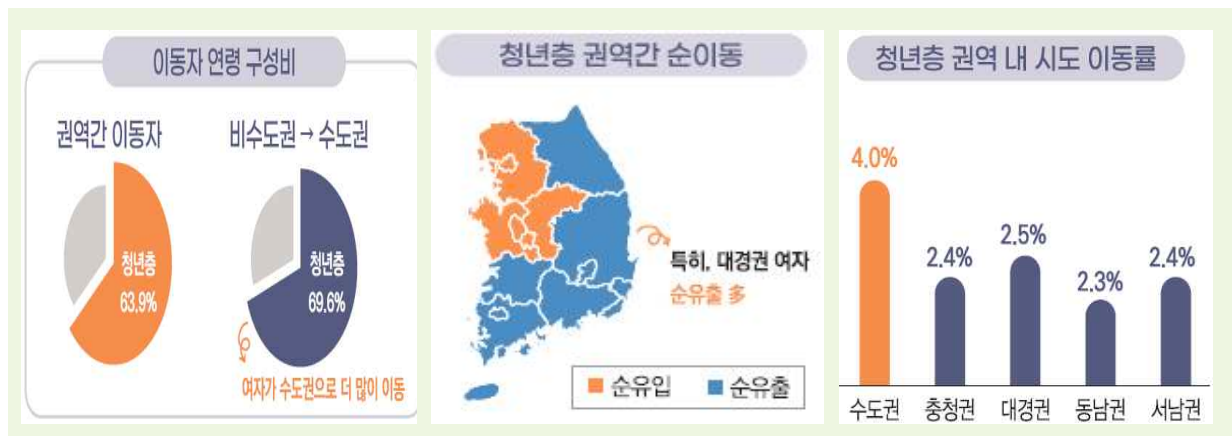 이동자 연령 구성비
권역간 이동자
비수도권 → 수도권
청년층
63.9%
청년층
69.6%
여자가 수도권으로 더 많이 이동
청년층 권역간 순이동
특히, 대경권 여자
순유출 多
순유입
순유출
청년층 권역 내 시도 이동률
4.0%
2.4%
2.5%
2.3%
2.4%
수도권
충청권
대경권
동남권
서남권